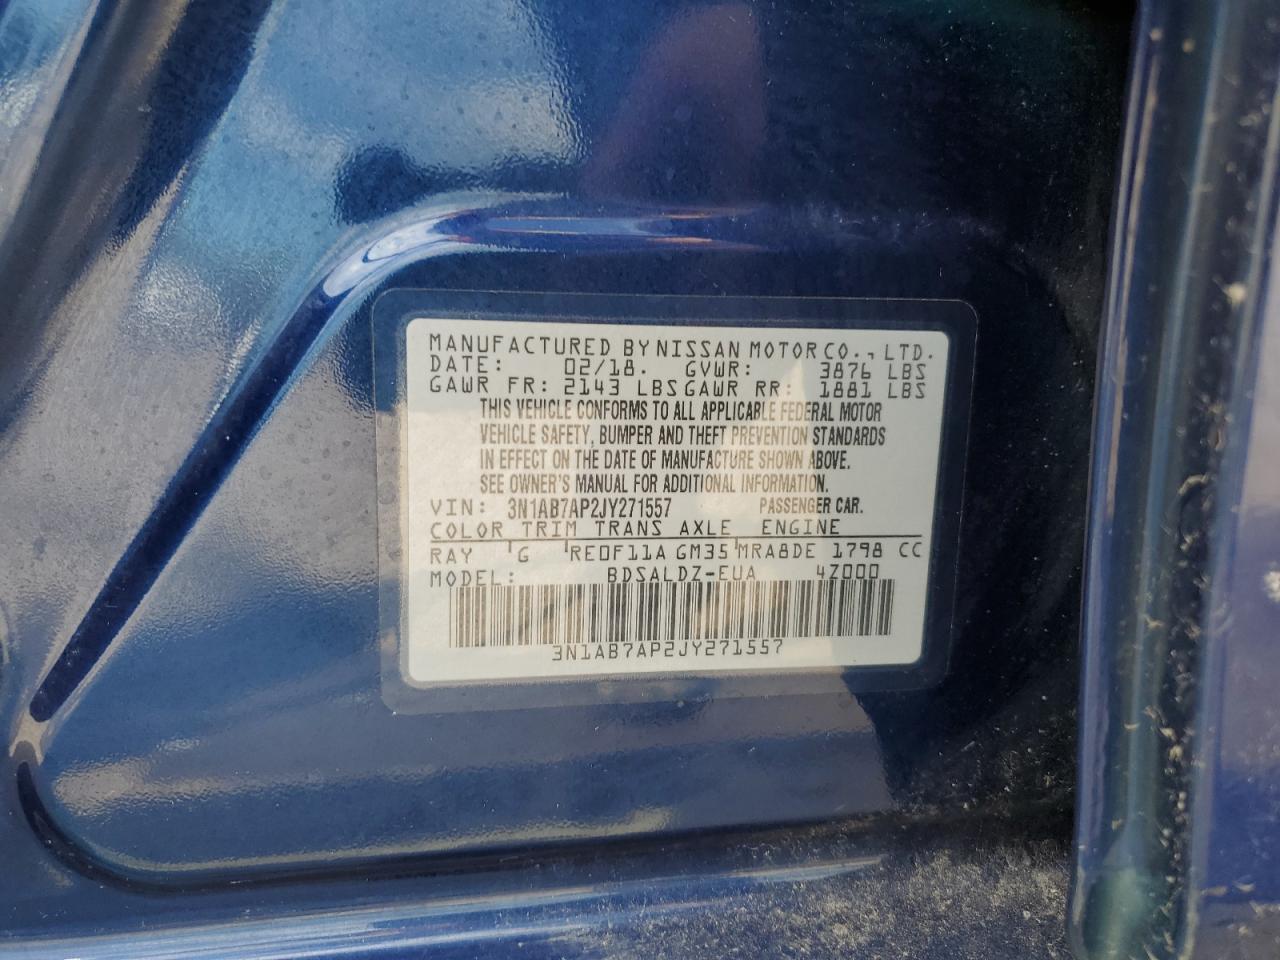 MANUFACTURED BY NISSAN MOTOR CO., LTD.
DATE: 02/18. GVWR: 3876 LBS
GAWR FR: 2143 LBS GAWR RR: 1881 LBS
THIS VEHICLE CONFORMS TO ALL APPLICABLE FEDERAL MOTOR
VEHICLE SAFETY, BUMPER AND THEFT PREVENTION STANDARDS
IN EFFECT ON THE DATE OF MANUFACTURE SHOWN ABOVE.
SEE OWNER'S MANUAL FOR ADDITIONAL INFORMATION.
VIN: 3N1AB7AP2JY271557 PASSENGER CAR.
COLOR TRIM TRANS AXLE ENGINE
RAY G RE0F11A GM35 MRA8DE 1798 CC
MODEL: BDSALDZ-EUA 4Z000
3N1AB7AP2JY271557